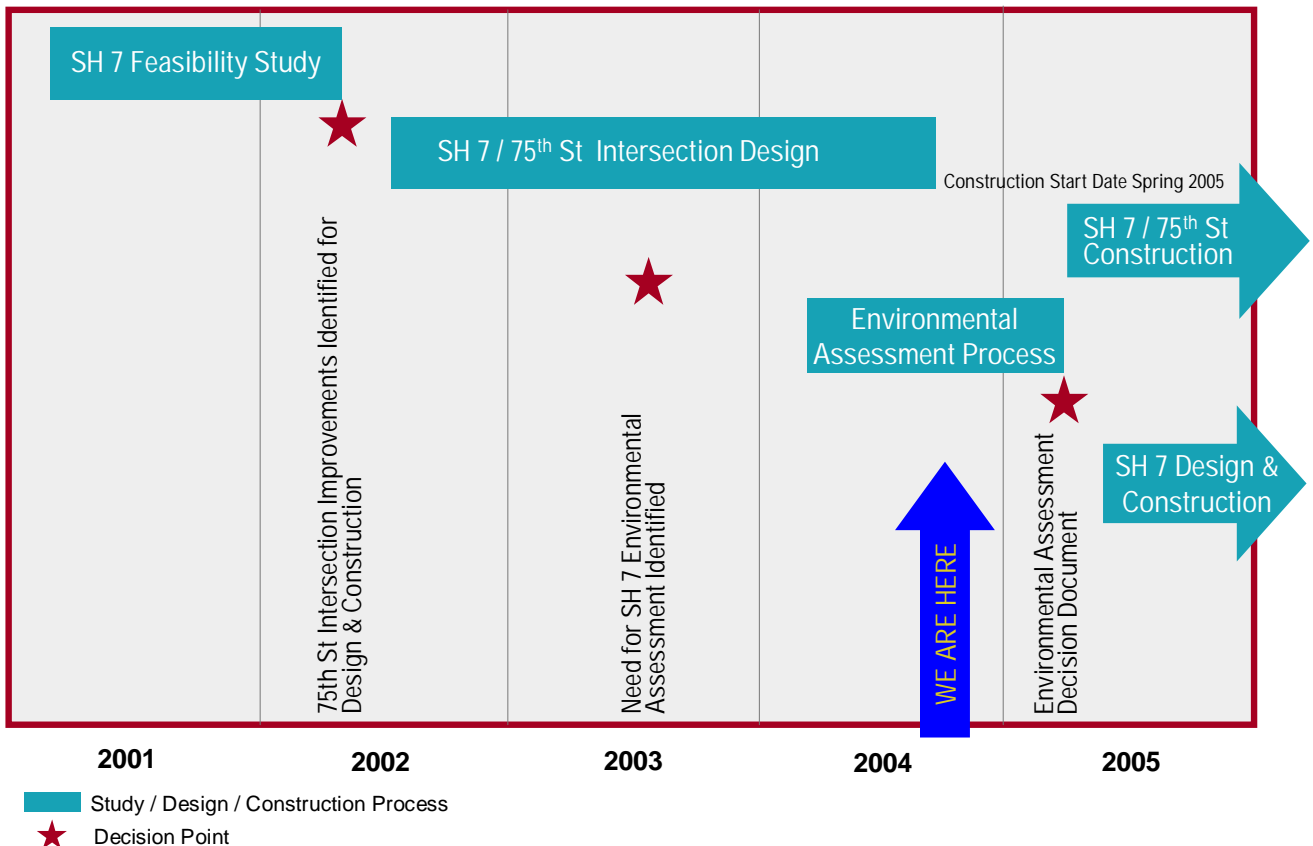 SH 7 Feasibility Study
SH 7 / 75th St Intersection Design
Construction Start Date Spring 2005
SH 7 / 75th St
Construction
Environmental
Assessment Process
SH 7 Design &
Construction
75th St Intersection Improvements Identified for
Design & Construction
Need for SH 7 Environmental
Assessment Identified
WE ARE HERE
Environmental Assessment
Decision Document
2001
2002
2003
2004
2005
Study / Design / Construction Process
Decision Point